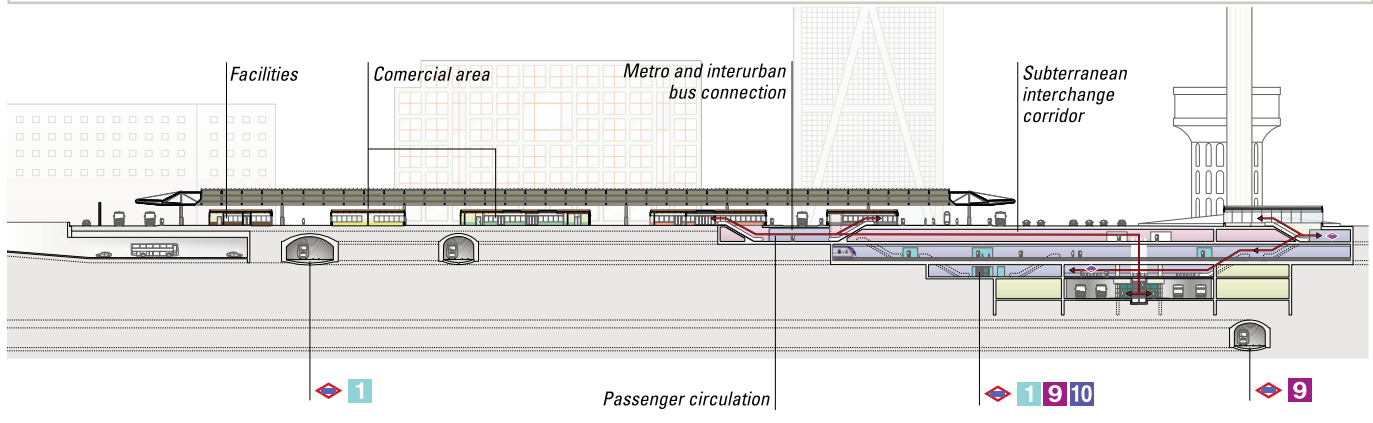 Facilities
Comercial area
Metro and interurban
bus connection
Subterranean
interchange
corridor
1
Passenger circulation
1 9 10
9